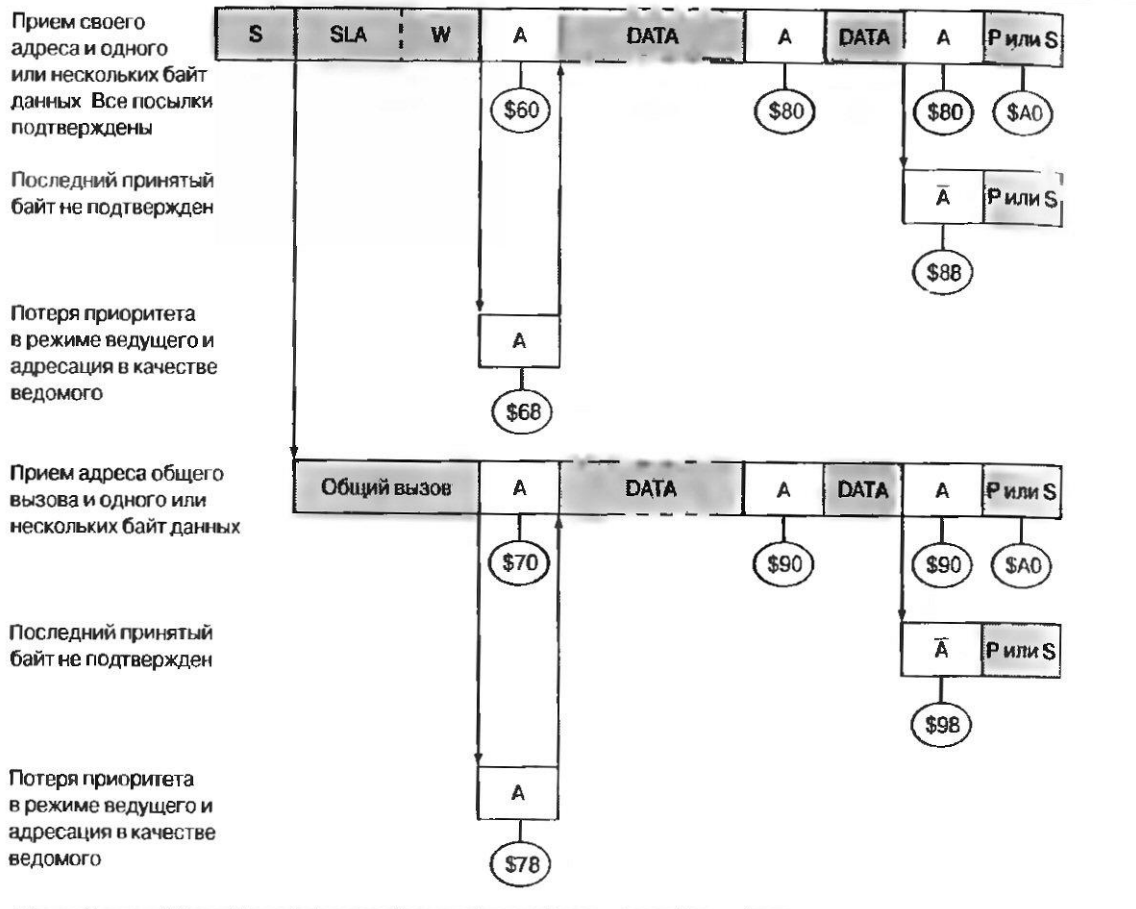 Прием своего
адреса и одного
или нескольких байт
данных Все посылки
подтверждены
S SLA W A DATA A DATA A P или S
$60 $80 $80 $A0
Последний принятый
байт не подтвержден
Ā P или S
$88
Потеря приоритета
в режиме ведущего и
адресация в качестве
ведомого
A
$68
Прием адреса общего
вызова и одного или
нескольких байт данных
Общий вызов A DATA A DATA A P или S
$70 $90 $90 $A0
Последний принятый
байт не подтвержден
Ā P или S
$98
Потеря приоритета
в режиме ведущего и
адресация в качестве
ведомого
A
$78